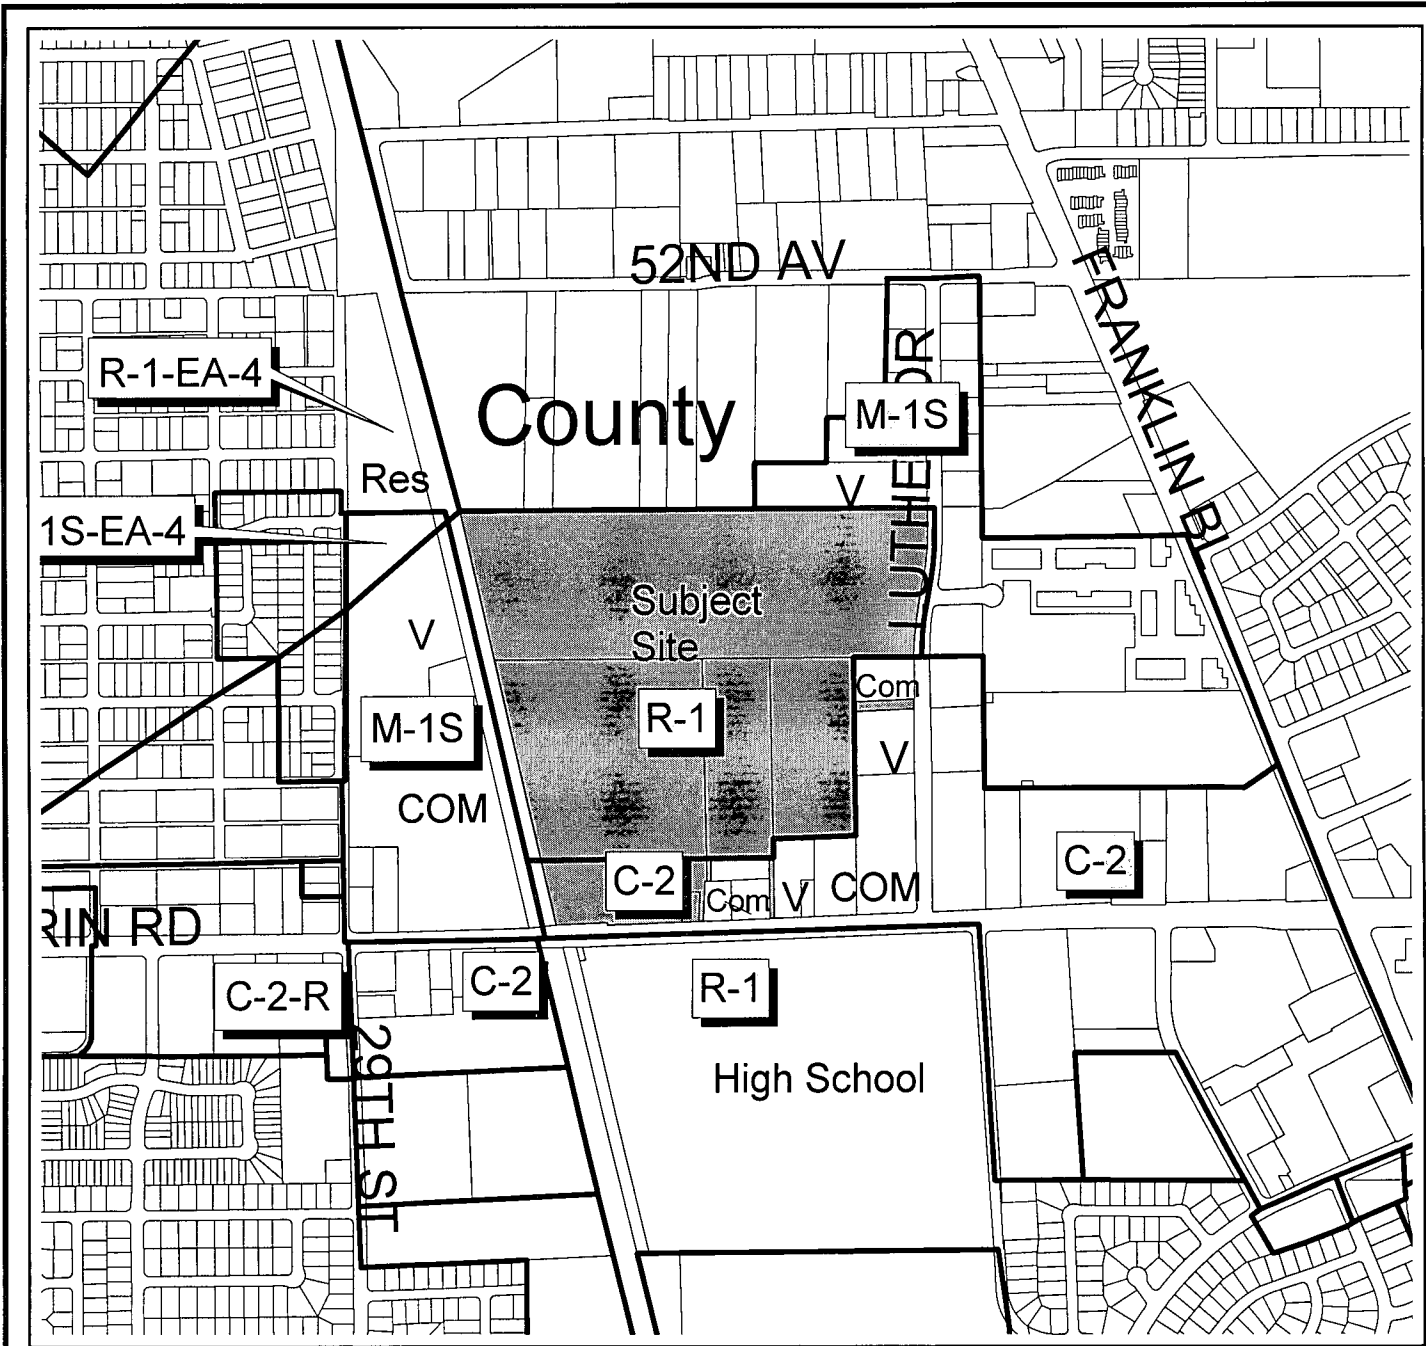 52ND AV
FRANKLIN BL
R-1-EA-4
County
LUTHE DR
M-1S
Res
V
1S-EA-4
Subject
Site
V
Com
R-1
M-1S
V
COM
C-2
C-2
Com
V
COM
RIN RD
C-2-R
C-2
R-1
29TH ST
High School